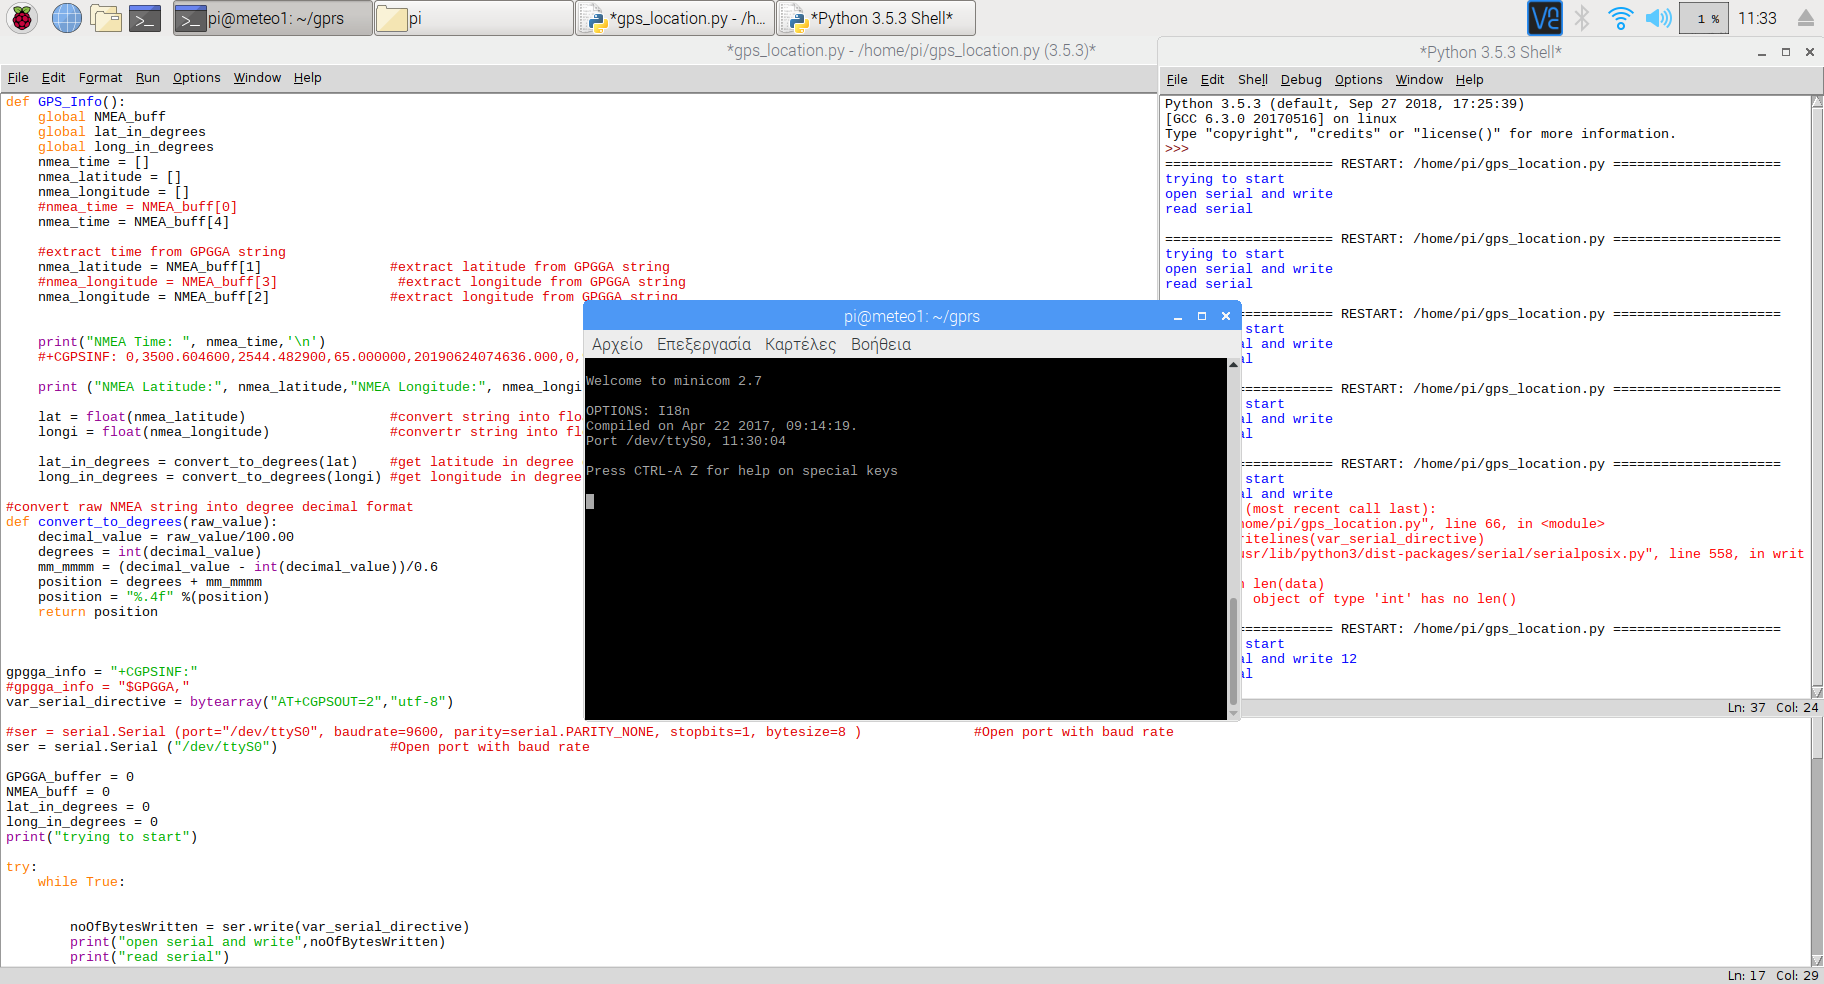 pi@meteo1: ~/gprs
pi
*gps_location.py - /h...
*Python 3.5.3 Shell*
1 %
11:33
*gps_location.py - /home/pi/gps_location.py (3.5.3)*
File Edit Format Run Options Window Help
def GPS_Info():
    global NMEA_buff
    global lat_in_degrees
    global long_in_degrees
    nmea_time = []
    nmea_latitude = []
    nmea_longitude = []
    #nmea_time = NMEA_buff[0]
    nmea_time = NMEA_buff[4]
    #extract time from GPGGA string
    nmea_latitude = NMEA_buff[1]                #extract latitude from GPGGA string
    #nmea_longitude = NMEA_buff[3]               #extract longitude from GPGGA string
    nmea_longitude = NMEA_buff[2]               #extract longitude from GPGGA string
    print("NMEA Time: ", nmea_time,'\n')
    #+CGPSINF: 0,3500.604600,2544.482900,65.000000,20190624074636.000,0,
    print ("NMEA Latitude:", nmea_latitude,"NMEA Longitude:", nmea_longi
    lat = float(nmea_latitude)                  #convert string into flo
    longi = float(nmea_longitude)               #convertr string into fl
    lat_in_degrees = convert_to_degrees(lat)    #get latitude in degree
    long_in_degrees = convert_to_degrees(longi) #get longitude in degree
#convert raw NMEA string into degree decimal format
def convert_to_degrees(raw_value):
    decimal_value = raw_value/100.00
    degrees = int(decimal_value)
    mm_mmmm = (decimal_value - int(decimal_value))/0.6
    position = degrees + mm_mmmm
    position = "%.4f" %(position)
    return position
gpgga_info = "+CGPSINF:"
#gpgga_info = "$GPGGA,"
var_serial_directive = bytearray("AT+CGPSOUT=2","utf-8")
#ser = serial.Serial (port="/dev/ttyS0", baudrate=9600, parity=serial.PARITY_NONE, stopbits=1, bytesize=8 )              #Open port with baud rate
ser = serial.Serial ("/dev/ttyS0")              #Open port with baud rate
GPGGA_buffer = 0
NMEA_buff = 0
lat_in_degrees = 0
long_in_degrees = 0
print("trying to start")
try:
    while True:
        noOfBytesWritten = ser.write(var_serial_directive)
        print("open serial and write",noOfBytesWritten)
        print("read serial")
Ln: 17 Col: 29
pi@meteo1: ~/gprs
Αρχείο Επεξεργασία Καρτέλες Βοήθεια
Welcome to minicom 2.7
OPTIONS: I18n
Compiled on Apr 22 2017, 09:14:19.
Port /dev/ttyS0, 11:30:04
Press CTRL-A Z for help on special keys
*Python 3.5.3 Shell*
File Edit Shell Debug Options Window Help
Python 3.5.3 (default, Sep 27 2018, 17:25:39)
[GCC 6.3.0 20170516] on linux
Type "copyright", "credits" or "license()" for more information.
>>>
===================== RESTART: /home/pi/gps_location.py =====================
trying to start
open serial and write
read serial
===================== RESTART: /home/pi/gps_location.py =====================
trying to start
open serial and write
read serial
============ RESTART: /home/pi/gps_location.py =====================
start
l and write
al
============ RESTART: /home/pi/gps_location.py =====================
start
l and write
al
============ RESTART: /home/pi/gps_location.py =====================
start
l and write
(most recent call last):
home/pi/gps_location.py", line 66, in <module>
ritelines(var_serial_directive)
usr/lib/python3/dist-packages/serial/serialposix.py", line 558, in writ
n len(data)
object of type 'int' has no len()
============ RESTART: /home/pi/gps_location.py =====================
start
l and write 12
al
Ln: 37 Col: 24